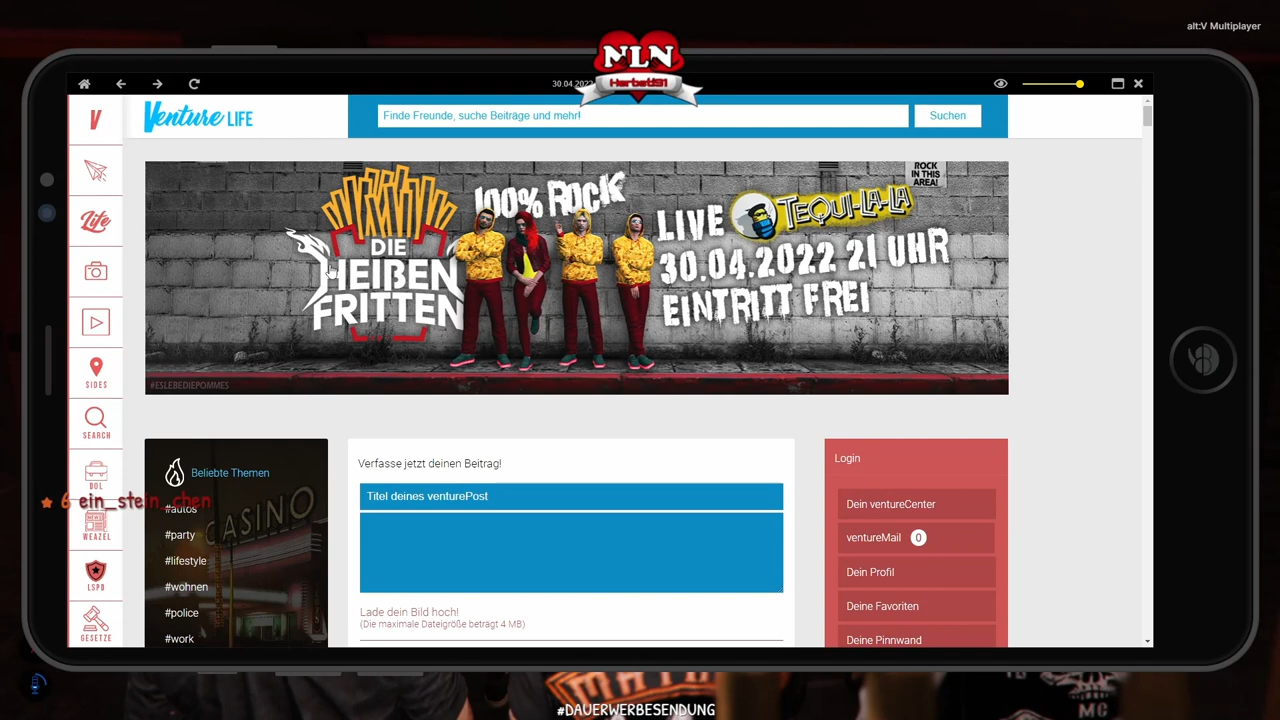 alt:V Multiplayer
NLN
Herbert81
30.04.2022
V
Venture LIFE
Finde Freunde, suche Beiträge und mehr!
Suchen
Life
SIDES
SEARCH
BOL
WEAZEL
LSPD
GESETZE
DIE
HEIßEN
FRITTEN
100% ROCK
LIVE TEQUI-LA-LA
30.04.2022 21 UHR
EINTRITT FREI
ROCK
IN THIS
AREA!
#ESLEBEDIEPOMMES
Beliebte Themen
#autos
#party
#lifestyle
#wohnen
#police
#work
CASINO
6 ein_stein_chen
Verfasse jetzt deinen Beitrag!
Titel deines venturePost
Lade dein Bild hoch!
(Die maximale Dateigröße beträgt 4 MB)
Login
Dein ventureCenter
ventureMail 0
Dein Profil
Deine Favoriten
Deine Pinnwand
MC
#DAUERWERBESENDUNG